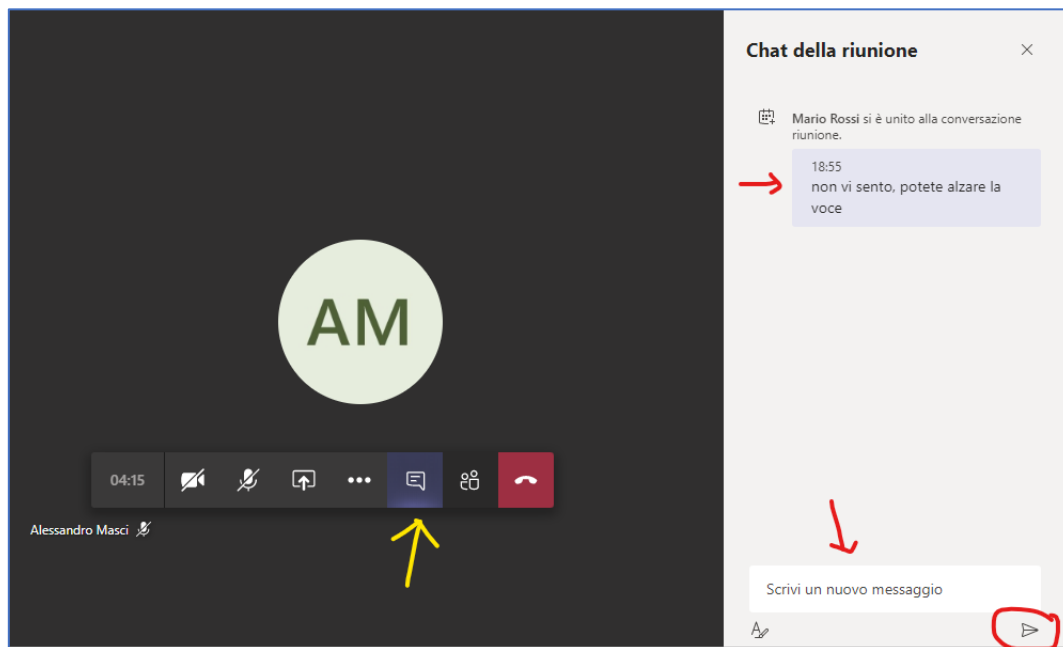 Chat della riunione
Mario Rossi si è unito alla conversazione
riunione.
18:55
non vi sento, potete alzare la
voce
AM
04:15
Alessandro Masci
Scrivi un nuovo messaggio